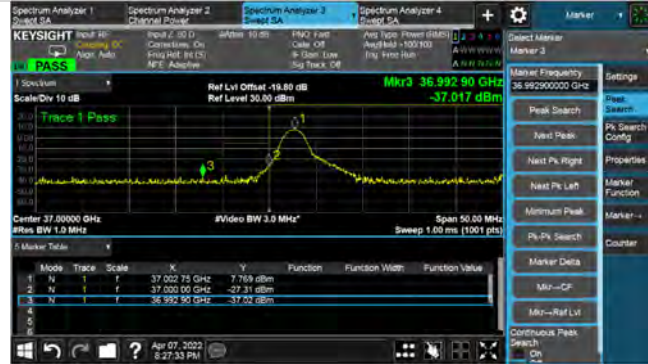 Spectrum Analyzer 1
Swept SA
Spectrum Analyzer 2
Channel Power
Spectrum Analyzer 3
Swept SA
Spectrum Analyzer 4
Swept SA
+
Marker
KEYSIGHT
Input: RF
Coupling: DC
Align: Auto
Input Z: 50 Ω
Corrections: On
Freq Ref: Int (S)
NFE: Adaptive
#Atten: 10 dB
PNO: Fast
Gate: Off
IF Gain: Low
Sig Track: Off
Avg Type: Power (RMS)
Avg|Hold: >100/100
Trig: Free Run
1 2 3 4 5 6
A W W W W W
A N N N N N
PASS
Select Marker
Marker 3
1 Spectrum
Scale/Div 10 dB
Ref Lvl Offset -19.80 dB
Ref Level 30.00 dBm
Mkr3 36.992 90 GHz
-37.017 dBm
Trace 1 Pass
1
2
3
Center 37.00000 GHz
#Res BW 1.0 MHz
#Video BW 3.0 MHz*
Span 50.00 MHz
Sweep 1.00 ms (1001 pts)
5 Marker Table
Mode Trace Scale X Y Function Function Width Function Value
1 N 1 f 37.002 75 GHz 7.769 dBm
2 N 1 f 37.000 00 GHz -27.31 dBm
3 N 1 f 36.992 90 GHz -37.02 dBm
4
5
6
Marker Frequency
36.992900000 GHz
Peak Search
Next Peak
Next Pk Right
Next Pk Left
Minimum Peak
Pk-Pk Search
Marker Delta
Mkr→CF
Mkr→Ref Lvl
Continuous Peak
Search
On
Off
Settings
Peak
Search
Pk Search
Config
Properties
Marker
Function
Marker→
Counter
?
Apr 07, 2022
8:27:33 PM